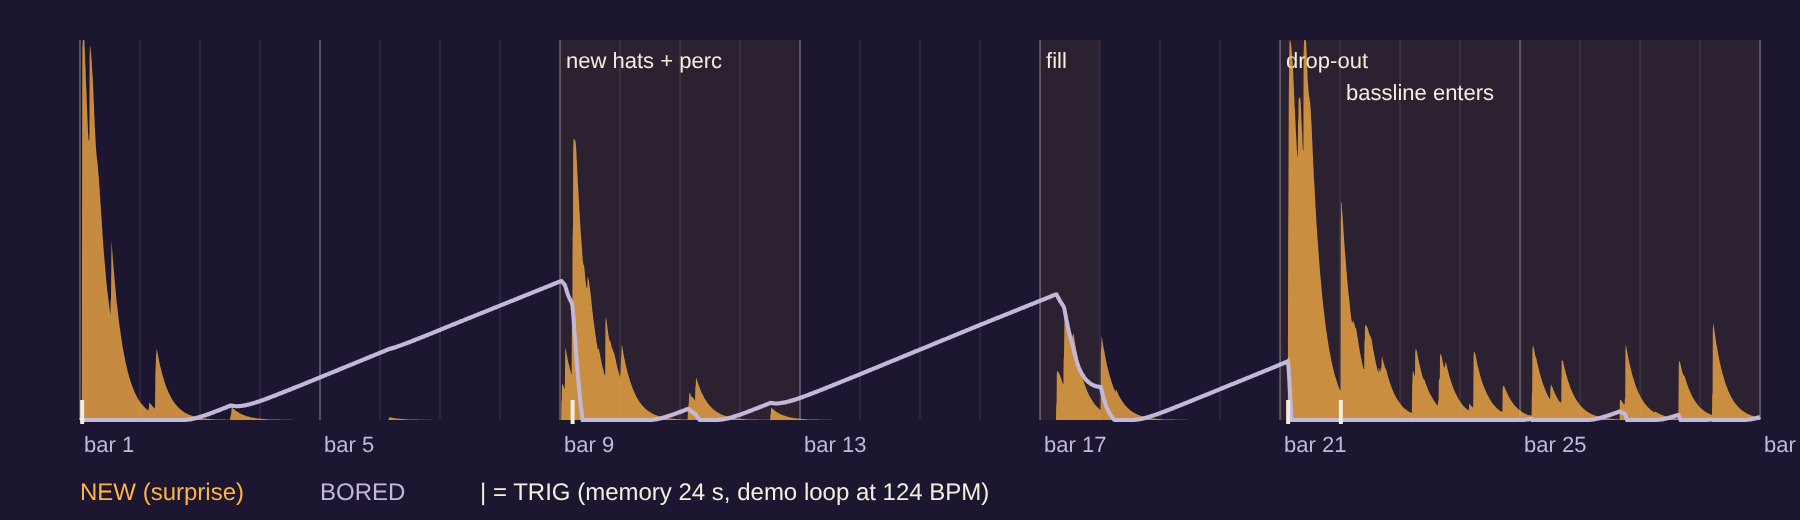 new hats + perc
fill
drop-out
bassline enters
bar 1
bar 5
bar 9
bar 13
bar 17
bar 21
bar 25
bar
NEW (surprise)
BORED
| = TRIG (memory 24 s, demo loop at 124 BPM)